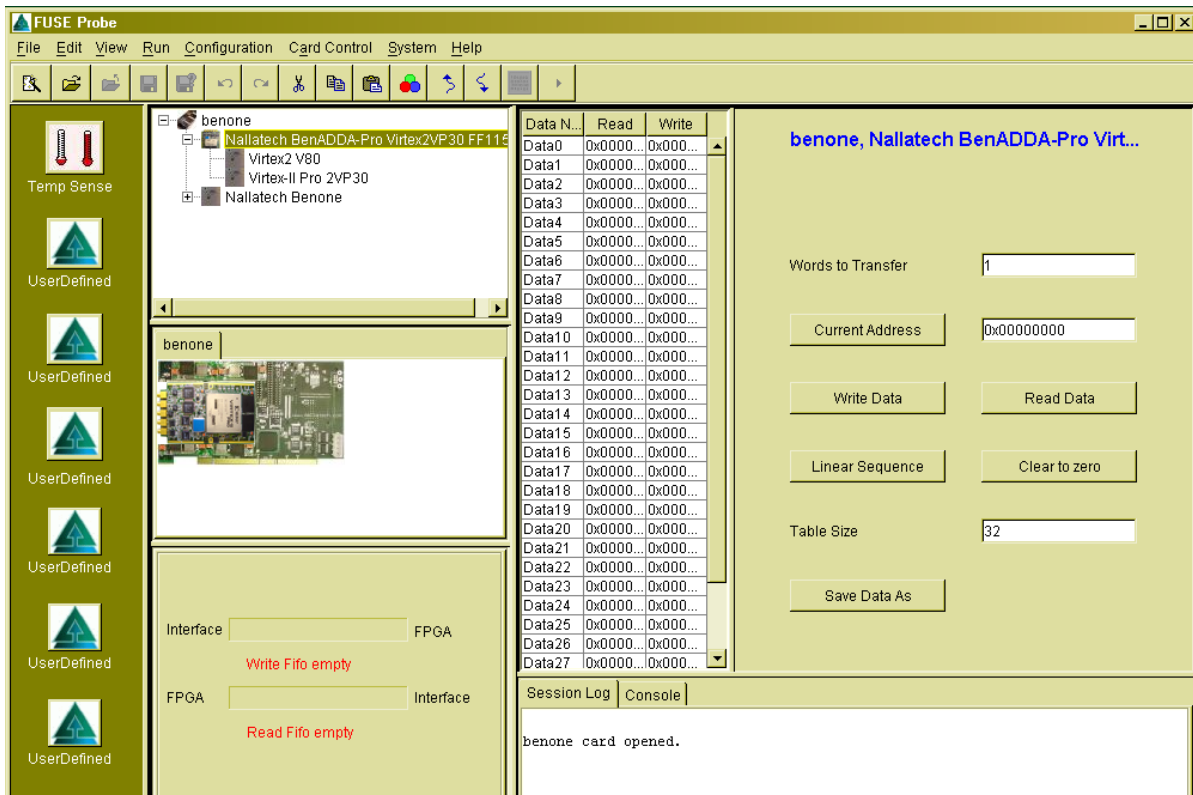 FUSE Probe
File Edit View Run Configuration Card Control System Help
Temp Sense
UserDefined
UserDefined
UserDefined
UserDefined
UserDefined
UserDefined
benone
Nallatech BenADDA-Pro Virtex2VP30 FF115
Virtex2 V80
Virtex-II Pro 2VP30
Nallatech Benone
benone
Interface FPGA
Write Fifo empty
FPGA Interface
Read Fifo empty
Data N... Read Write
Data0 0x0000... 0x000...
Data1 0x0000... 0x000...
Data2 0x0000... 0x000...
Data3 0x0000... 0x000...
Data4 0x0000... 0x000...
Data5 0x0000... 0x000...
Data6 0x0000... 0x000...
Data7 0x0000... 0x000...
Data8 0x0000... 0x000...
Data9 0x0000... 0x000...
Data10 0x0000... 0x000...
Data11 0x0000... 0x000...
Data12 0x0000... 0x000...
Data13 0x0000... 0x000...
Data14 0x0000... 0x000...
Data15 0x0000... 0x000...
Data16 0x0000... 0x000...
Data17 0x0000... 0x000...
Data18 0x0000... 0x000...
Data19 0x0000... 0x000...
Data20 0x0000... 0x000...
Data21 0x0000... 0x000...
Data22 0x0000... 0x000...
Data23 0x0000... 0x000...
Data24 0x0000... 0x000...
Data25 0x0000... 0x000...
Data26 0x0000... 0x000...
Data27 0x0000... 0x000...
benone, Nallatech BenADDA-Pro Virt...
Words to Transfer 1
Current Address 0x00000000
Write Data Read Data
Linear Sequence Clear to zero
Table Size 32
Save Data As
Session Log Console
benone card opened.